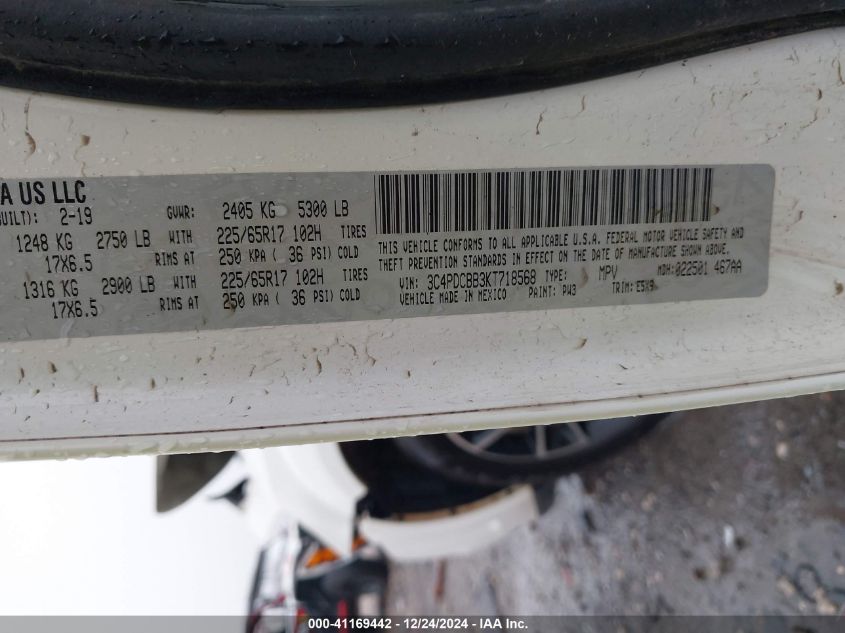 A US LLC
UILT): 2-19 GVWR: 2405 KG 5300 LB
1248 KG 2750 LB WITH 225/65R17 102H TIRES
17X6.5 RIMS AT 250 KPA ( 36 PSI) COLD
1316 KG 2900 LB WITH 225/65R17 102H TIRES
17X6.5 RIMS AT 250 KPA ( 36 PSI) COLD
THIS VEHICLE CONFORMS TO ALL APPLICABLE U.S.A. FEDERAL MOTOR VEHICLE SAFETY AND
THEFT PREVENTION STANDARDS IN EFFECT ON THE DATE OF MANUFACTURE SHOWN ABOVE.
VIN: 3C4PDCBB3KT718568 TYPE: MPV MDH:022501 467AA
VEHICLE MADE IN MEXICO PAINT: PW3 TRIM:
000-41169442 - 12/24/2024 - IAA Inc.